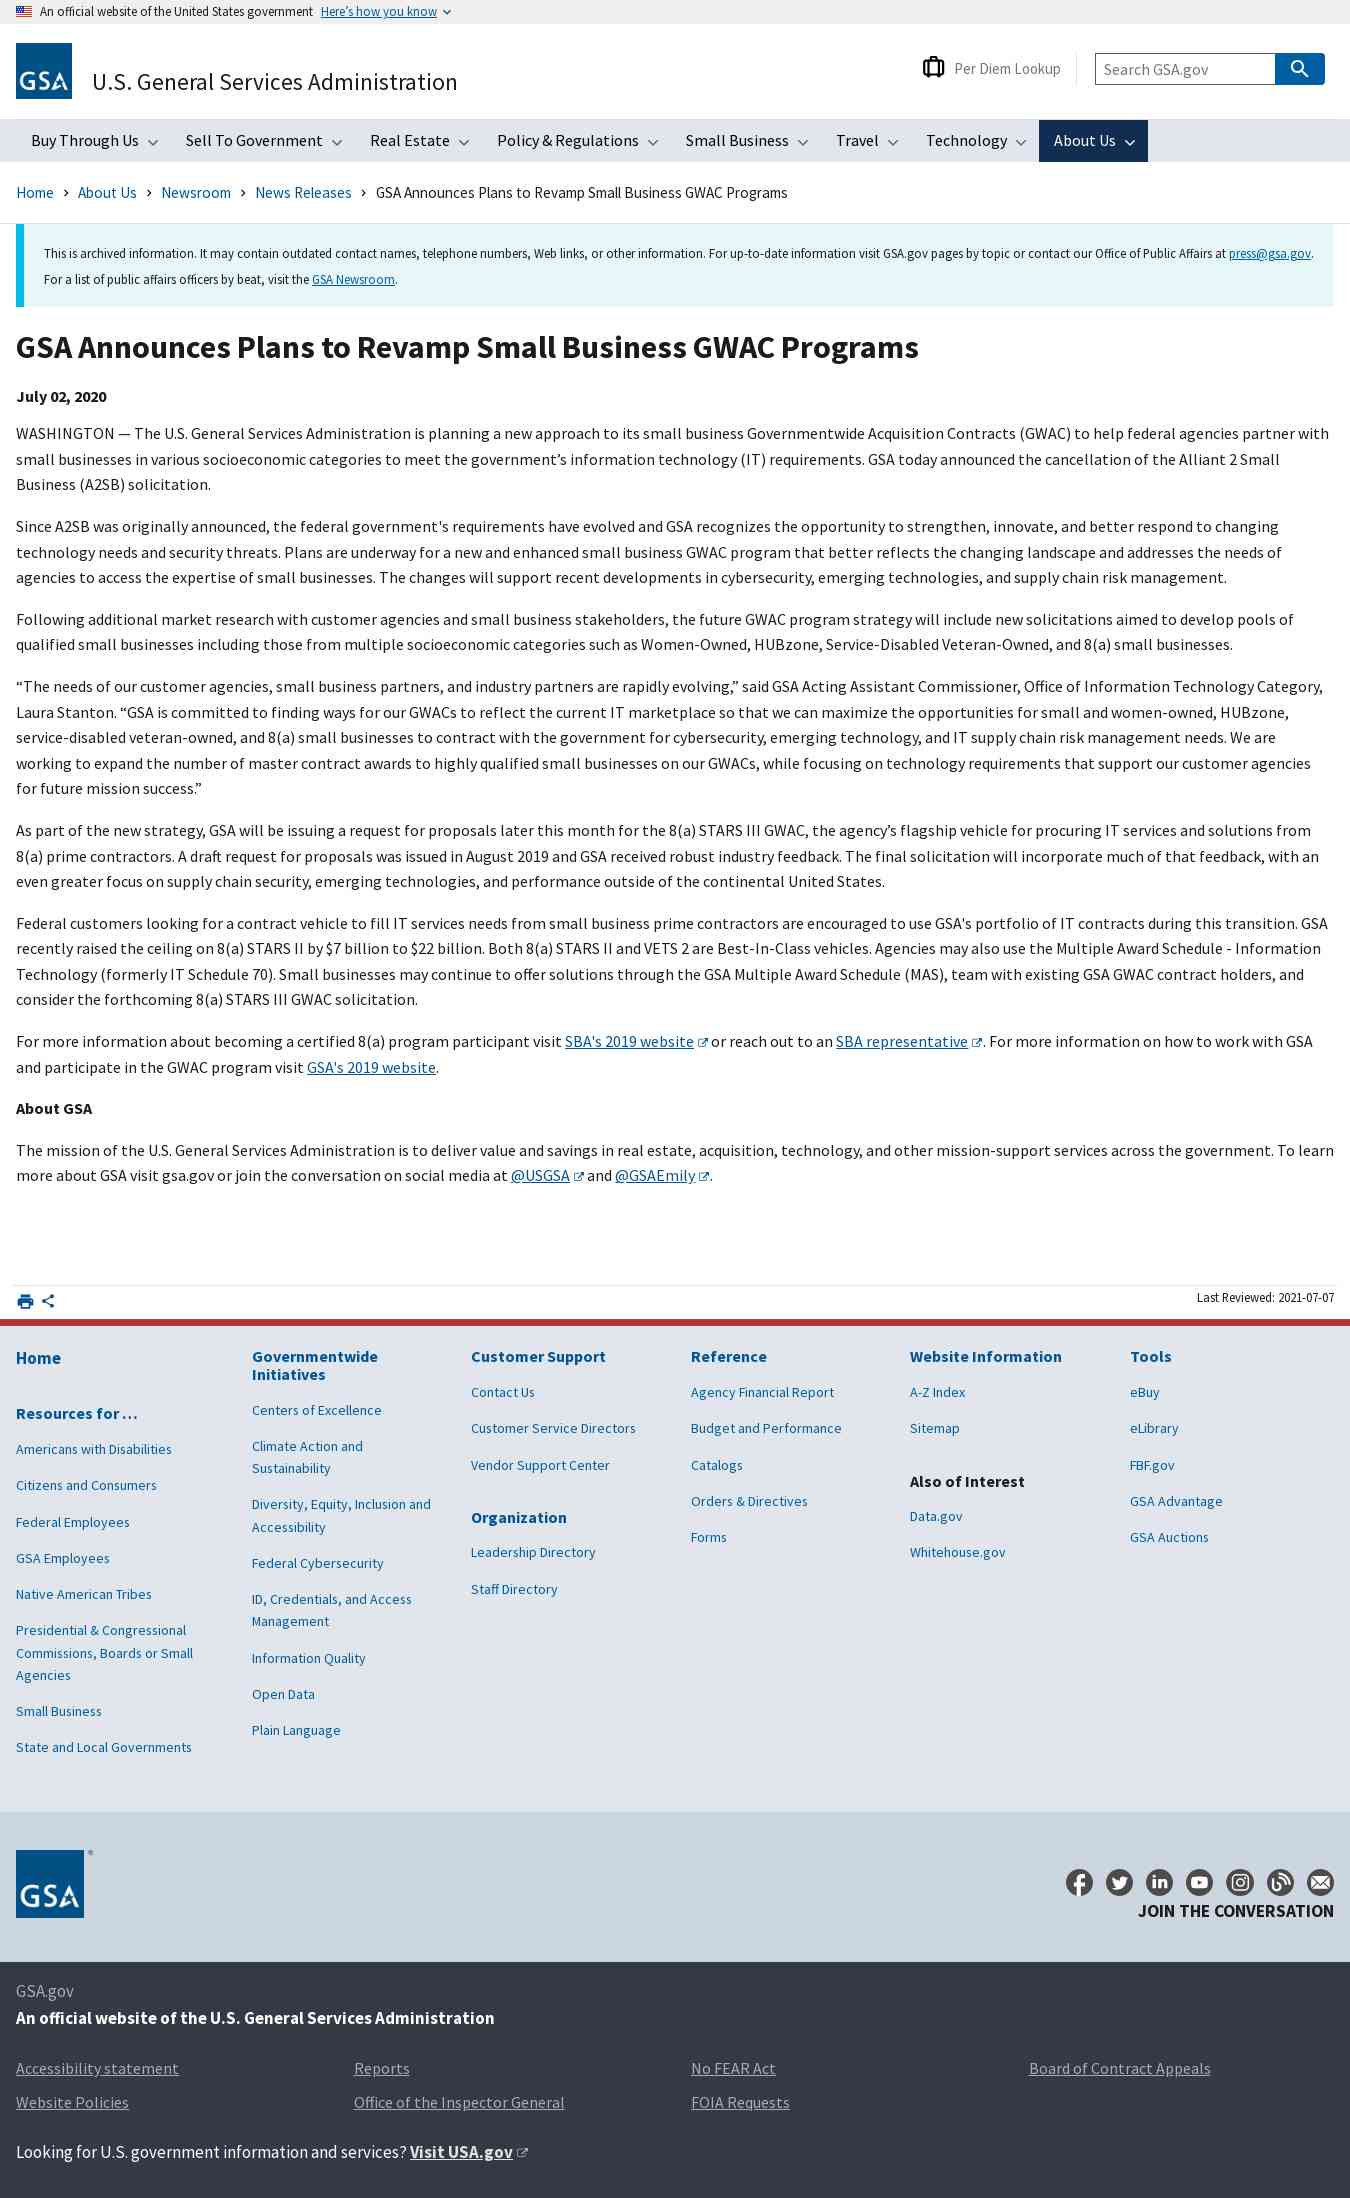 An official website of the United States government Here's how you know
GSA
U.S. General Services Administration
Per Diem Lookup
Search GSA.gov
Buy Through Us Sell To Government Real Estate Policy & Regulations Small Business Travel Technology About Us
Home About Us Newsroom News Releases GSA Announces Plans to Revamp Small Business GWAC Programs
This is archived information. It may contain outdated contact names, telephone numbers, Web links, or other information. For up-to-date information visit GSA.gov pages by topic or contact our Office of Public Affairs at press@gsa.gov.
For a list of public affairs officers by beat, visit the GSA Newsroom.
GSA Announces Plans to Revamp Small Business GWAC Programs
July 02, 2020
WASHINGTON — The U.S. General Services Administration is planning a new approach to its small business Governmentwide Acquisition Contracts (GWAC) to help federal agencies partner with
small businesses in various socioeconomic categories to meet the government’s information technology (IT) requirements. GSA today announced the cancellation of the Alliant 2 Small
Business (A2SB) solicitation.
Since A2SB was originally announced, the federal government's requirements have evolved and GSA recognizes the opportunity to strengthen, innovate, and better respond to changing
technology needs and security threats. Plans are underway for a new and enhanced small business GWAC program that better reflects the changing landscape and addresses the needs of
agencies to access the expertise of small businesses. The changes will support recent developments in cybersecurity, emerging technologies, and supply chain risk management.
Following additional market research with customer agencies and small business stakeholders, the future GWAC program strategy will include new solicitations aimed to develop pools of
qualified small businesses including those from multiple socioeconomic categories such as Women-Owned, HUBzone, Service-Disabled Veteran-Owned, and 8(a) small businesses.
“The needs of our customer agencies, small business partners, and industry partners are rapidly evolving,” said GSA Acting Assistant Commissioner, Office of Information Technology Category,
Laura Stanton. “GSA is committed to finding ways for our GWACs to reflect the current IT marketplace so that we can maximize the opportunities for small and women-owned, HUBzone,
service-disabled veteran-owned, and 8(a) small businesses to contract with the government for cybersecurity, emerging technology, and IT supply chain risk management needs. We are
working to expand the number of master contract awards to highly qualified small businesses on our GWACs, while focusing on technology requirements that support our customer agencies
for future mission success.”
As part of the new strategy, GSA will be issuing a request for proposals later this month for the 8(a) STARS III GWAC, the agency’s flagship vehicle for procuring IT services and solutions from
8(a) prime contractors. A draft request for proposals was issued in August 2019 and GSA received robust industry feedback. The final solicitation will incorporate much of that feedback, with an
even greater focus on supply chain security, emerging technologies, and performance outside of the continental United States.
Federal customers looking for a contract vehicle to fill IT services needs from small business prime contractors are encouraged to use GSA's portfolio of IT contracts during this transition. GSA
recently raised the ceiling on 8(a) STARS II by $7 billion to $22 billion. Both 8(a) STARS II and VETS 2 are Best-In-Class vehicles. Agencies may also use the Multiple Award Schedule - Information
Technology (formerly IT Schedule 70). Small businesses may continue to offer solutions through the GSA Multiple Award Schedule (MAS), team with existing GSA GWAC contract holders, and
consider the forthcoming 8(a) STARS III GWAC solicitation.
For more information about becoming a certified 8(a) program participant visit SBA's 2019 website or reach out to an SBA representative. For more information on how to work with GSA
and participate in the GWAC program visit GSA's 2019 website.
About GSA
The mission of the U.S. General Services Administration is to deliver value and savings in real estate, acquisition, technology, and other mission-support services across the government. To learn
more about GSA visit gsa.gov or join the conversation on social media at @USGSA and @GSAEmily.
Last Reviewed: 2021-07-07
Home
Resources for …
Americans with Disabilities
Citizens and Consumers
Federal Employees
GSA Employees
Native American Tribes
Presidential & Congressional
Commissions, Boards or Small
Agencies
Small Business
State and Local Governments
Governmentwide
Initiatives
Centers of Excellence
Climate Action and
Sustainability
Diversity, Equity, Inclusion and
Accessibility
Federal Cybersecurity
ID, Credentials, and Access
Management
Information Quality
Open Data
Plain Language
Customer Support
Contact Us
Customer Service Directors
Vendor Support Center
Organization
Leadership Directory
Staff Directory
Reference
Agency Financial Report
Budget and Performance
Catalogs
Orders & Directives
Forms
Website Information
A-Z Index
Sitemap
Also of Interest
Data.gov
Whitehouse.gov
Tools
eBuy
eLibrary
FBF.gov
GSA Advantage
GSA Auctions
GSA
JOIN THE CONVERSATION
GSA.gov
An official website of the U.S. General Services Administration
Accessibility statement Reports No FEAR Act Board of Contract Appeals
Website Policies Office of the Inspector General FOIA Requests
Looking for U.S. government information and services? Visit USA.gov